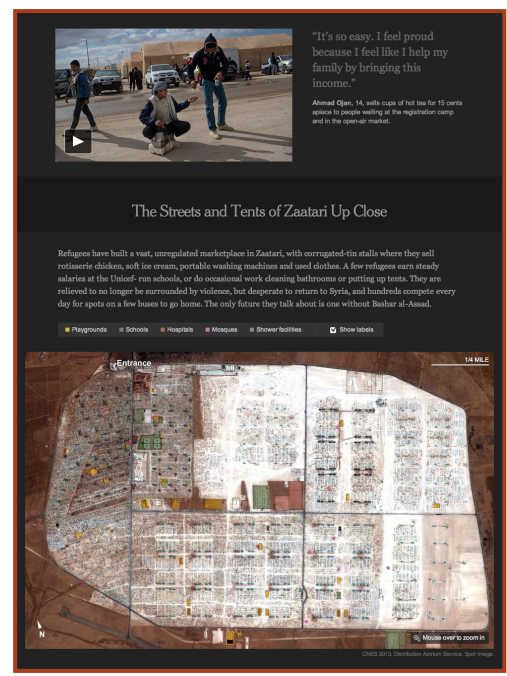 “It’s so easy. I feel proud
because I feel like I help my
family by bringing this
income.”
Ahmad Ojan, 14, sells cups of hot tea for 15 cents
apiece to people waiting at the registration camp
and in the open-air market.
The Streets and Tents of Zaatari Up Close
Refugees have built a vast, unregulated marketplace in Zaatari, with corrugated-tin stalls where they sell
rotisserie chicken, soft ice cream, portable washing machines and used clothes. A few refugees earn steady
salaries at the Unicef- run schools, or do occasional work cleaning bathrooms or putting up tents. They are
relieved to no longer be surrounded by violence, but desperate to return to Syria, and hundreds compete every
day for spots on a few buses to go home. The only future they talk about is one without Bashar al-Assad.
Playgrounds Schools Hospitals Mosques Shower facilities Show labels
Entrance 1/4 MILE
N Mouse over to zoom in
CNES 2013, Distribution Astrium Service, Spot Image.